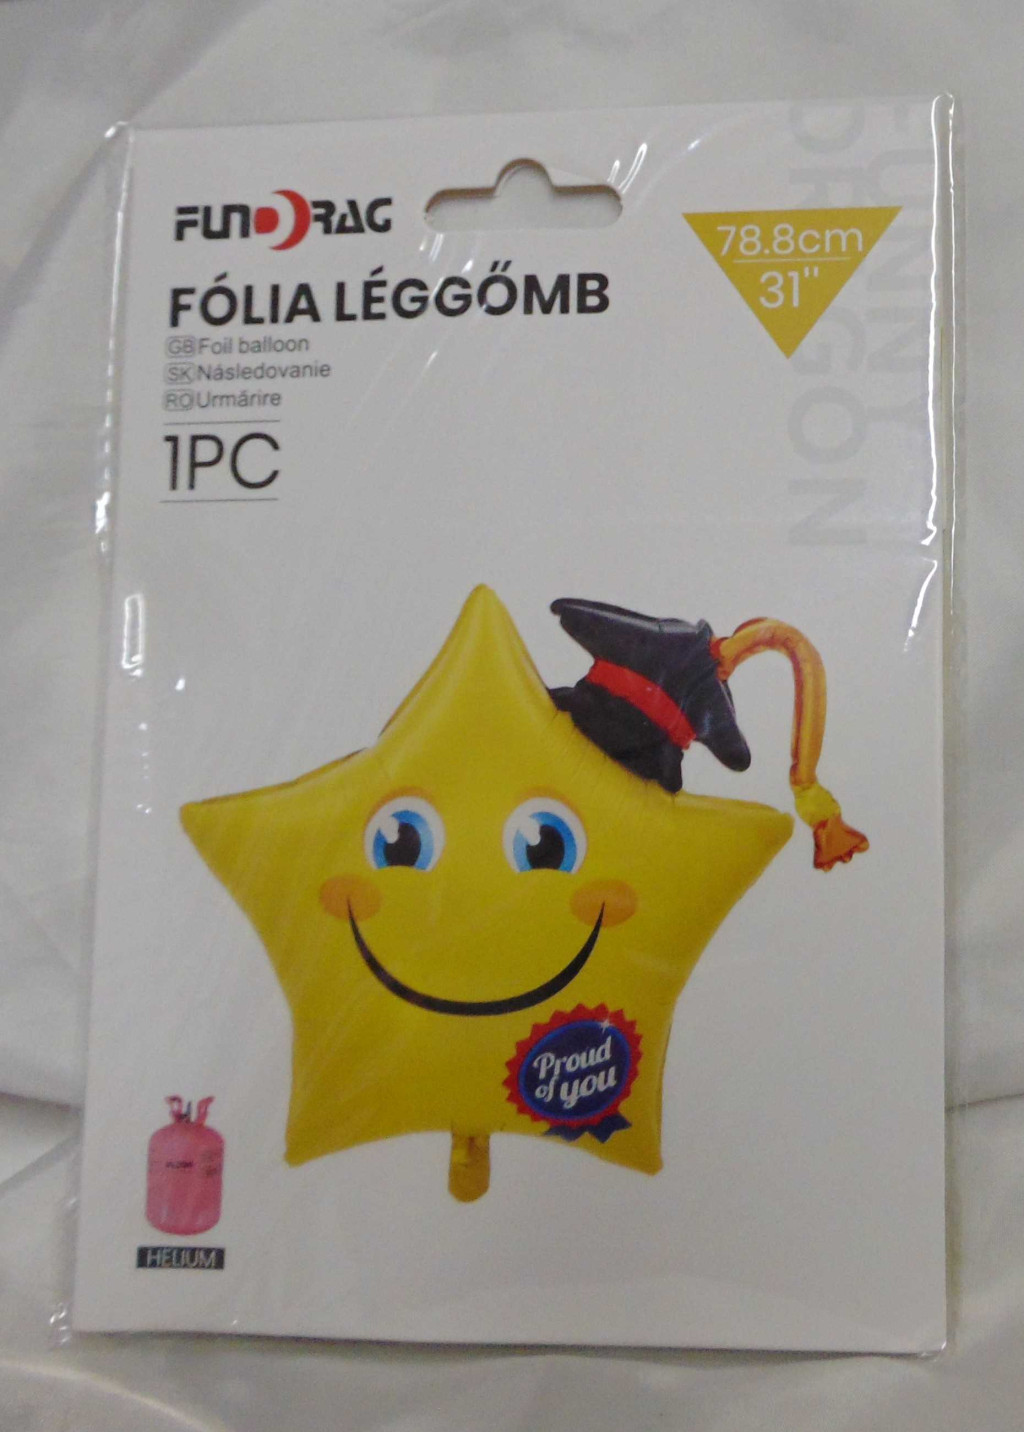 FUNDRAG
78.8cm
31"
FÓLIA LÉGGŐMB
GB Foil balloon
SK Následovanie
RO Urmărire
1PC
FUNNY
DRGON
Proud
of you
HELIUM